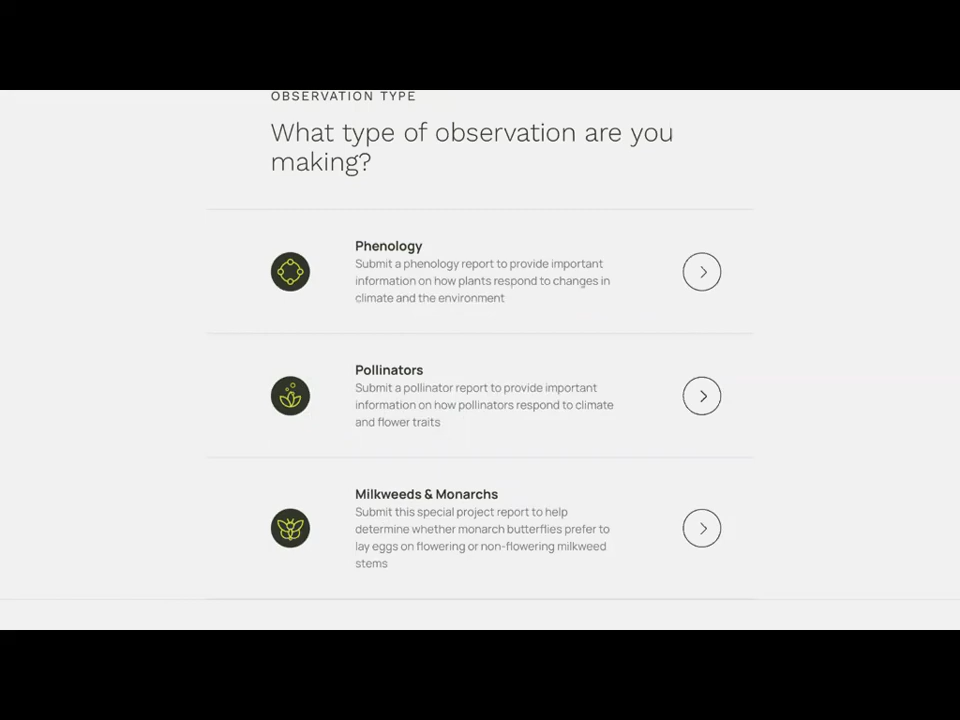 OBSERVATION TYPE
What type of observation are you
making?
Phenology
Submit a phenology report to provide important
information on how plants respond to changes in
climate and the environment
Pollinators
Submit a pollinator report to provide important
information on how pollinators respond to climate
and flower traits
Milkweeds & Monarchs
Submit this special project report to help
determine whether monarch butterflies prefer to
lay eggs on flowering or non-flowering milkweed
stems